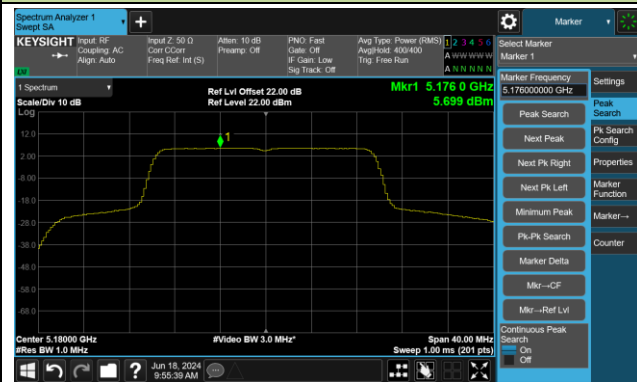 Spectrum Analyzer 1
Swept SA
Marker
KEYSIGHT
Input: RF
Coupling: AC
Align: Auto
Input Z: 50 Ω
Corr CCorr
Freq Ref: Int (S)
Atten: 10 dB
Preamp: Off
PNO: Fast
Gate: Off
IF Gain: Low
Sig Track: Off
Avg Type: Power (RMS)
Avg|Hold: 400/400
Trig: Free Run
1 2 3 4 5 6
A W W W W W
A N N N N N
LXI
Select Marker
Marker 1
1 Spectrum
Scale/Div 10 dB
Log
Ref Lvl Offset 22.00 dB
Ref Level 22.00 dBm
Mkr1 5.176 0 GHz
5.699 dBm
12.0
2.00
-8.00
-18.0
-28.0
-38.0
-48.0
-58.0
-68.0
1
Center 5.18000 GHz
#Res BW 1.0 MHz
#Video BW 3.0 MHz*
Span 40.00 MHz
Sweep 1.00 ms (201 pts)
Marker Frequency
5.176000000 GHz
Peak Search
Next Peak
Next Pk Right
Next Pk Left
Minimum Peak
Pk-Pk Search
Marker Delta
Mkr→CF
Mkr→Ref Lvl
Continuous Peak
Search
On
Off
Settings
Peak
Search
Pk Search
Config
Properties
Marker
Function
Marker→
Counter
Jun 18, 2024
9:55:39 AM